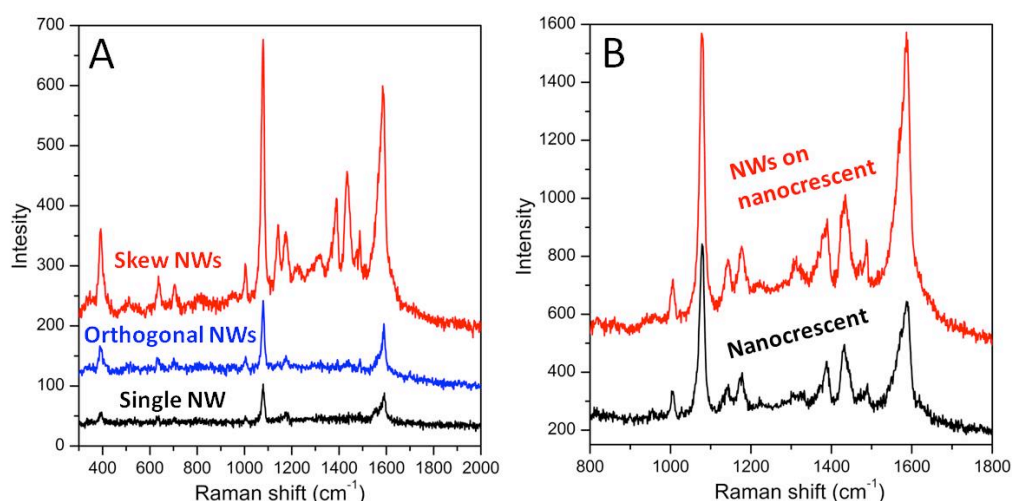 A
700
600
500
400
300
200
100
0
Intesity
Skew NWs
Orthogonal NWs
Single NW
400 600 800 1000 1200 1400 1600 1800 2000
Raman shift (cm⁻¹)
B
1600
1400
1200
1000
800
600
400
200
Intensity
NWs on
nanocrescent
Nanocrescent
800 1000 1200 1400 1600 1800
Raman shift (cm⁻¹)